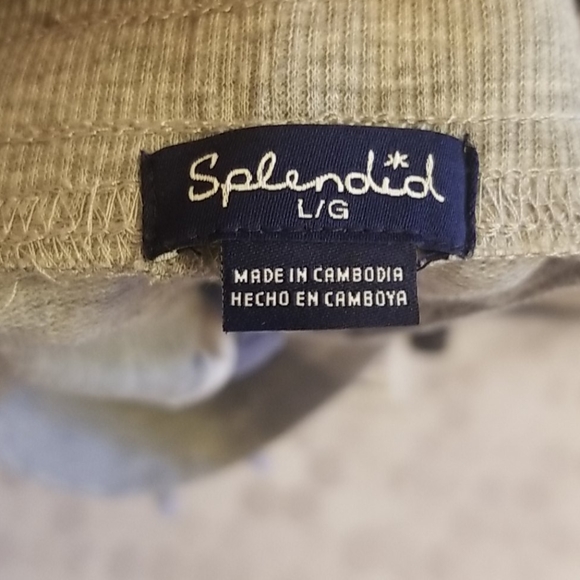 Splendid
L/G
MADE IN CAMBODIA
HECHO EN CAMBOYA